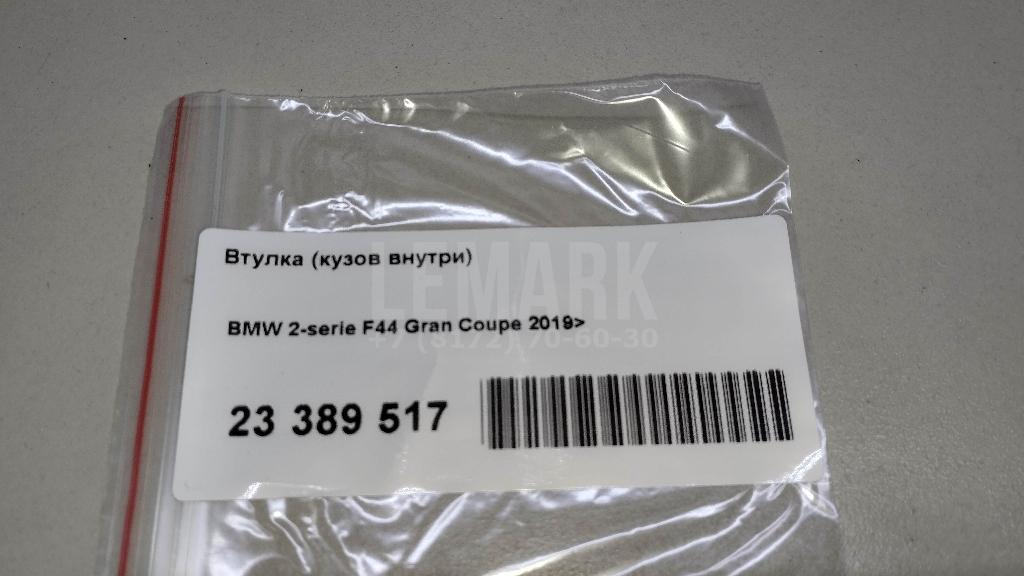 Втулка (кузов внутри)
LEMARK
BMW 2-serie F44 Gran Coupe 2019>
+7 (8172) 70-60-30
23 389 517